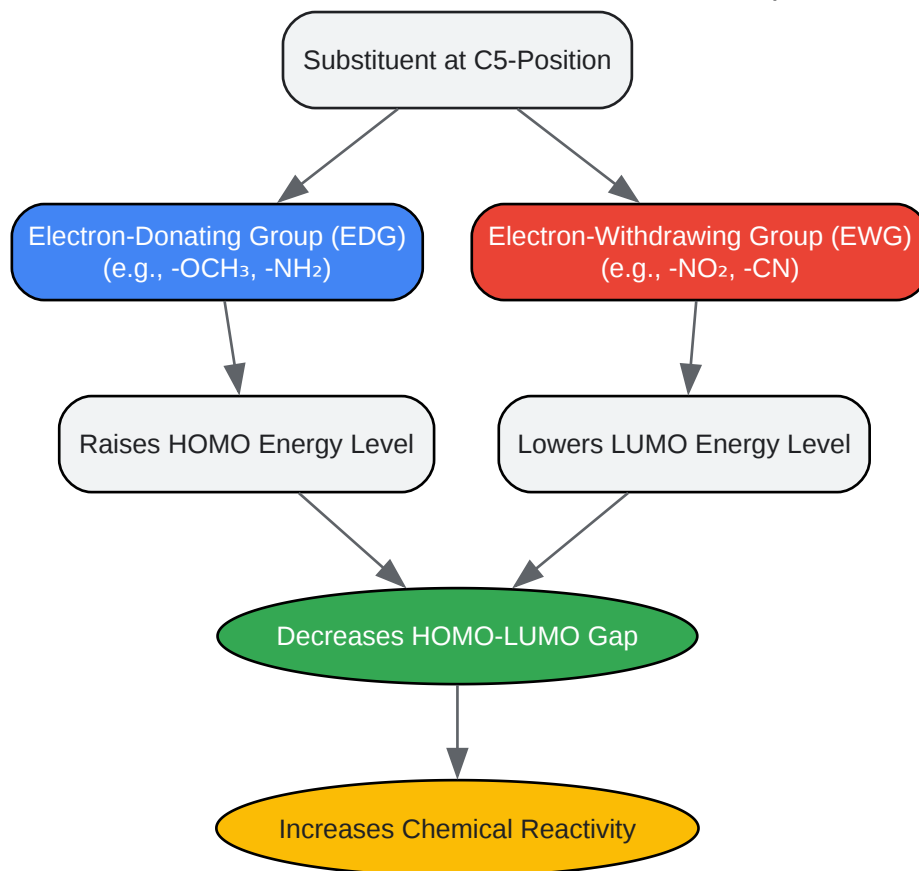 Substituent at C5-Position
Electron-Donating Group (EDG)
(e.g., -OCH₃, -NH₂)
Electron-Withdrawing Group (EWG)
(e.g., -NO₂, -CN)
Raises HOMO Energy Level
Lowers LUMO Energy Level
Decreases HOMO-LUMO Gap
Increases Chemical Reactivity